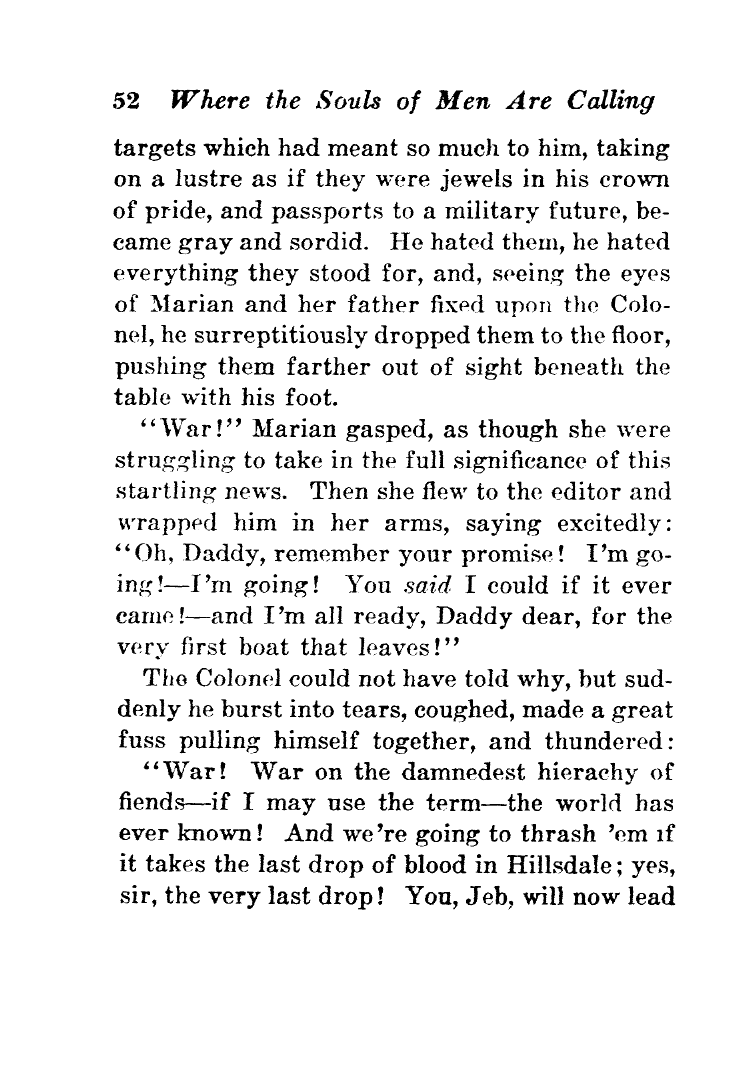 52 Where the Souls of Men Are Calling
targets which had meant so much to him, taking
on a lustre as if they were jewels in his crown
of pride, and passports to a military future, be-
came gray and sordid. He hated them, he hated
everything they stood for, and, seeing the eyes
of Marian and her father fixed upon the Colo-
nel, he surreptitiously dropped them to the floor,
pushing them farther out of sight beneath the
table with his foot.
“War!” Marian gasped, as though she were
struggling to take in the full significance of this
startling news. Then she flew to the editor and
wrapped him in her arms, saying excitedly:
“Oh, Daddy, remember your promise! I’m go-
ing!—I’m going! You said I could if it ever
came!—and I’m all ready, Daddy dear, for the
very first boat that leaves!”
The Colonel could not have told why, but sud-
denly he burst into tears, coughed, made a great
fuss pulling himself together, and thundered:
“War! War on the damnedest hierachy of
fiends—if I may use the term—the world has
ever known! And we’re going to thrash ’em if
it takes the last drop of blood in Hillsdale; yes,
sir, the very last drop! You, Jeb, will now lead